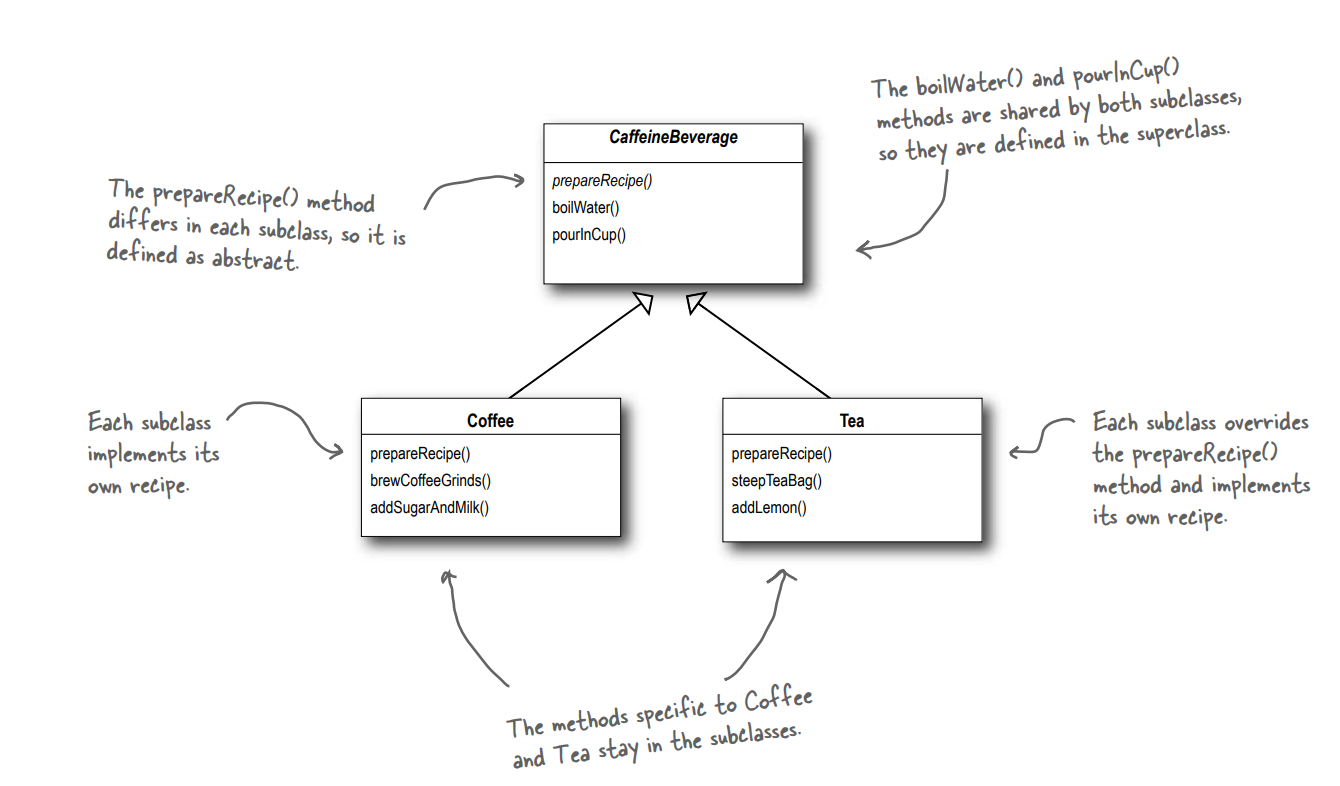 The boilWater() and pourInCup()
methods are shared by both subclasses,
so they are defined in the superclass.
CaffeineBeverage
prepareRecipe()
boilWater()
pourInCup()
The prepareRecipe() method
differs in each subclass, so it is
defined as abstract.
Each subclass
implements its
own recipe.
Coffee
prepareRecipe()
brewCoffeeGrinds()
addSugarAndMilk()
Tea
prepareRecipe()
steepTeaBag()
addLemon()
Each subclass overrides
the prepareRecipe()
method and implements
its own recipe.
The methods specific to Coffee
and Tea stay in the subclasses.